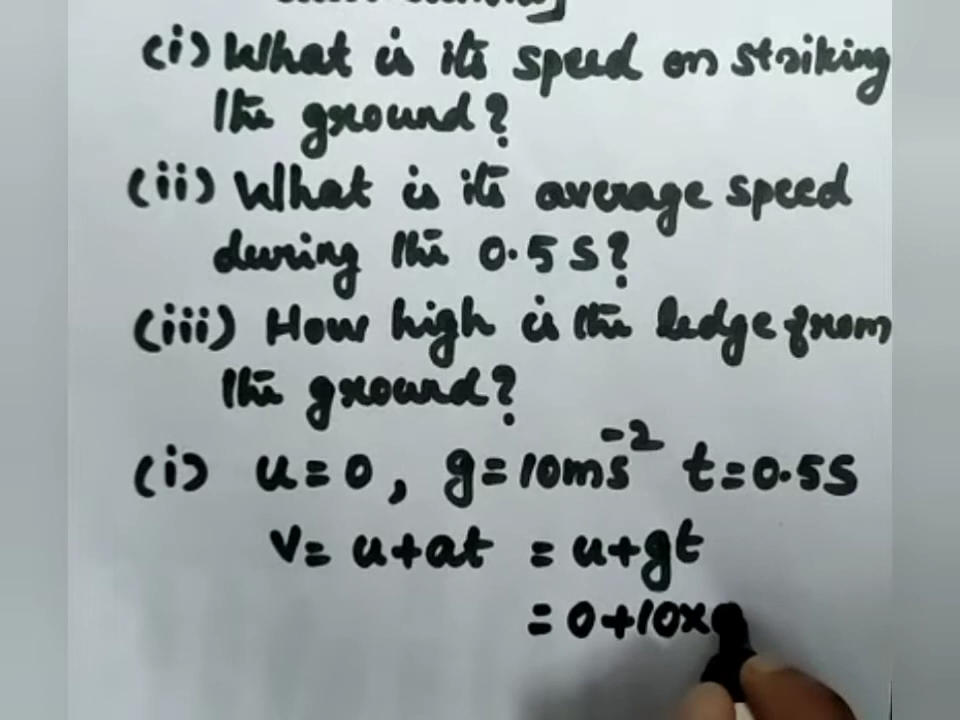 (i) What is its speed on striking
the ground?
(ii) What is its average speed
during the 0.5 s?
(iii) How high is the ledge from
the ground?
(i) u = 0, g = 10ms⁻² t = 0.5s
v = u+at = u+gt
= 0+10×